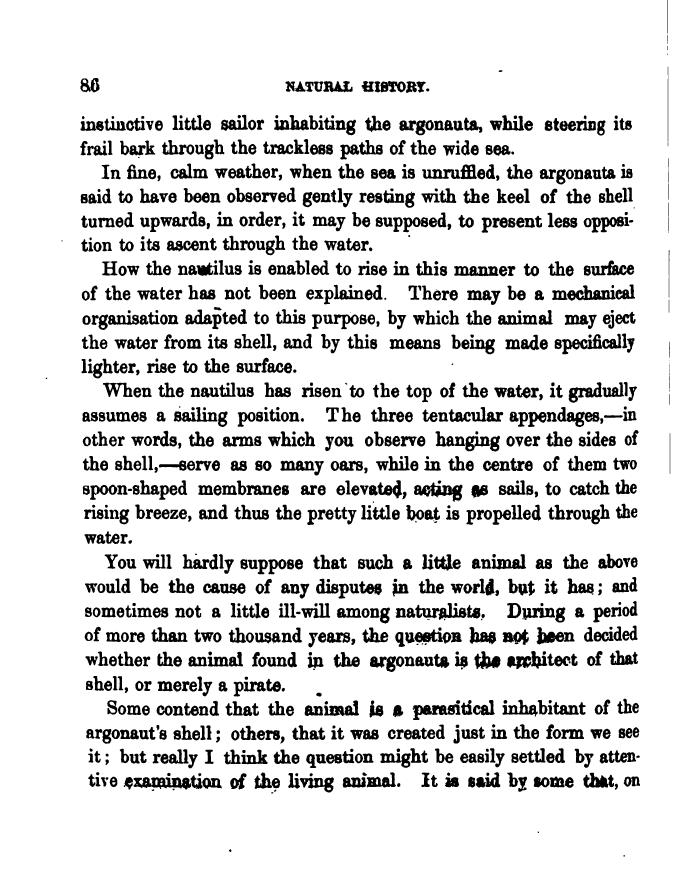 86
NATURAL HISTORY.
instinctive little sailor inhabiting the argonauta, while steering its
frail bark through the trackless paths of the wide sea.
In fine, calm weather, when the sea is unruffled, the argonauta is
said to have been observed gently resting with the keel of the shell
turned upwards, in order, it may be supposed, to present less opposi-
tion to its ascent through the water.
How the nautilus is enabled to rise in this manner to the surface
of the water has not been explained. There may be a mechanical
organisation adapted to this purpose, by which the animal may eject
the water from its shell, and by this means being made specifically
lighter, rise to the surface.
When the nautilus has risen to the top of the water, it gradually
assumes a sailing position. The three tentacular appendages,—in
other words, the arms which you observe hanging over the sides of
the shell,—serve as so many oars, while in the centre of them two
spoon-shaped membranes are elevated, acting as sails, to catch the
rising breeze, and thus the pretty little boat is propelled through the
water.
You will hardly suppose that such a little animal as the above
would be the cause of any disputes in the world, but it has; and
sometimes not a little ill-will among naturalists. During a period
of more than two thousand years, the question has not been decided
whether the animal found in the argonauta is the architect of that
shell, or merely a pirate.
Some contend that the animal is a parasitical inhabitant of the
argonaut's shell; others, that it was created just in the form we see
it; but really I think the question might be easily settled by atten-
tive examination of the living animal. It is said by some that, on